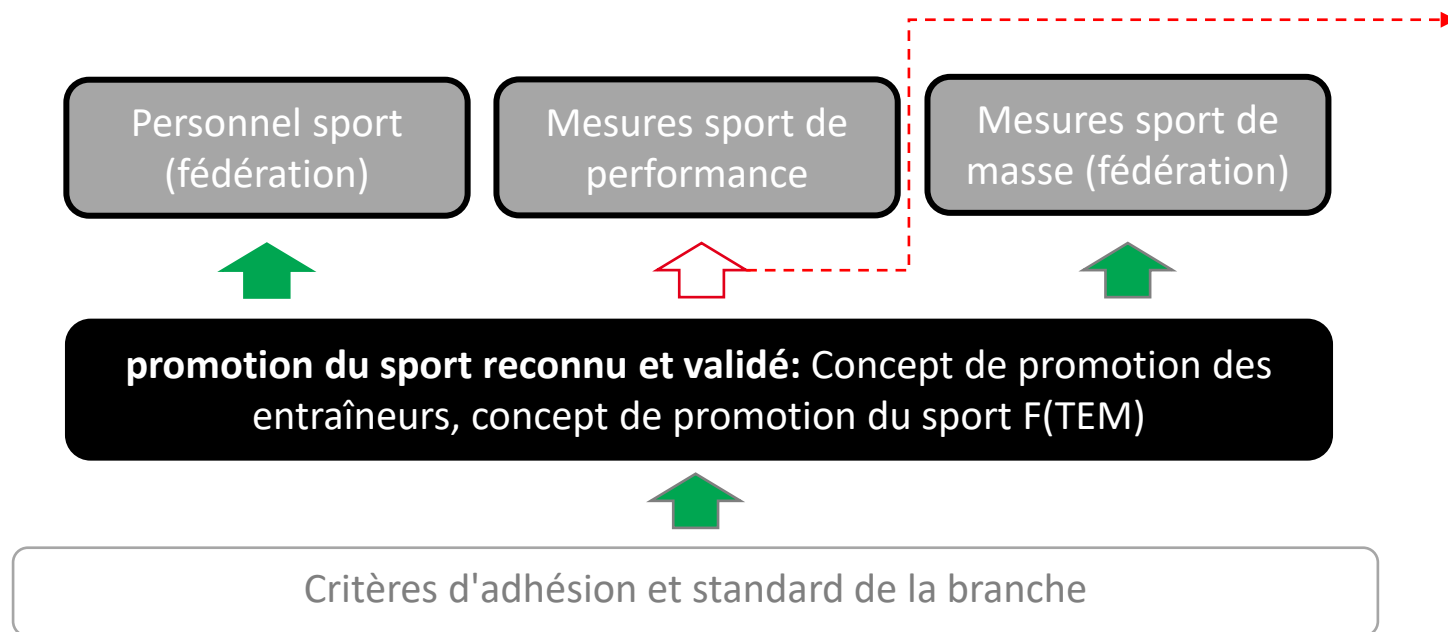 Personnel sport
(fédération)
Mesures sport de
performance
Mesures sport de
masse (fédération)
promotion du sport reconnu et validé: Concept de promotion des
entraîneurs, concept de promotion du sport F(TEM)
Critères d'adhésion et standard de la branche